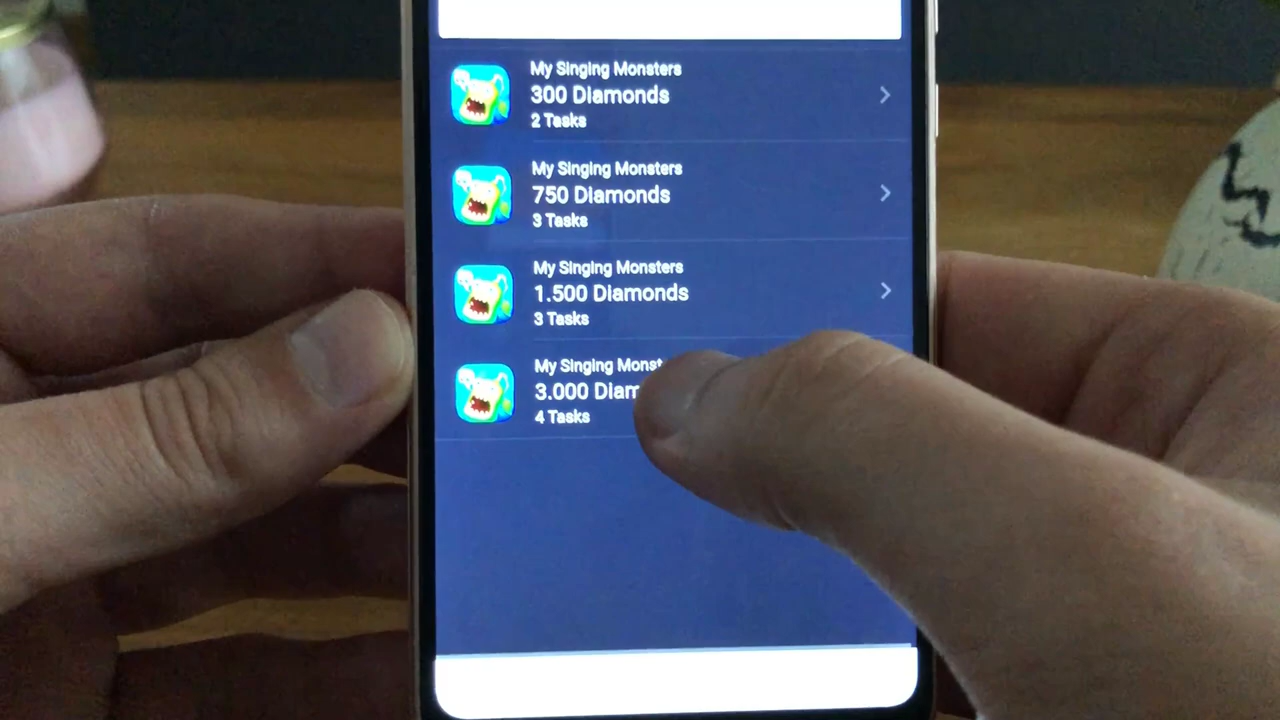 My Singing Monsters
300 Diamonds
2 Tasks
My Singing Monsters
750 Diamonds
3 Tasks
My Singing Monsters
1.500 Diamonds
3 Tasks
My Singing Monst
3.000 Diam
4 Tasks